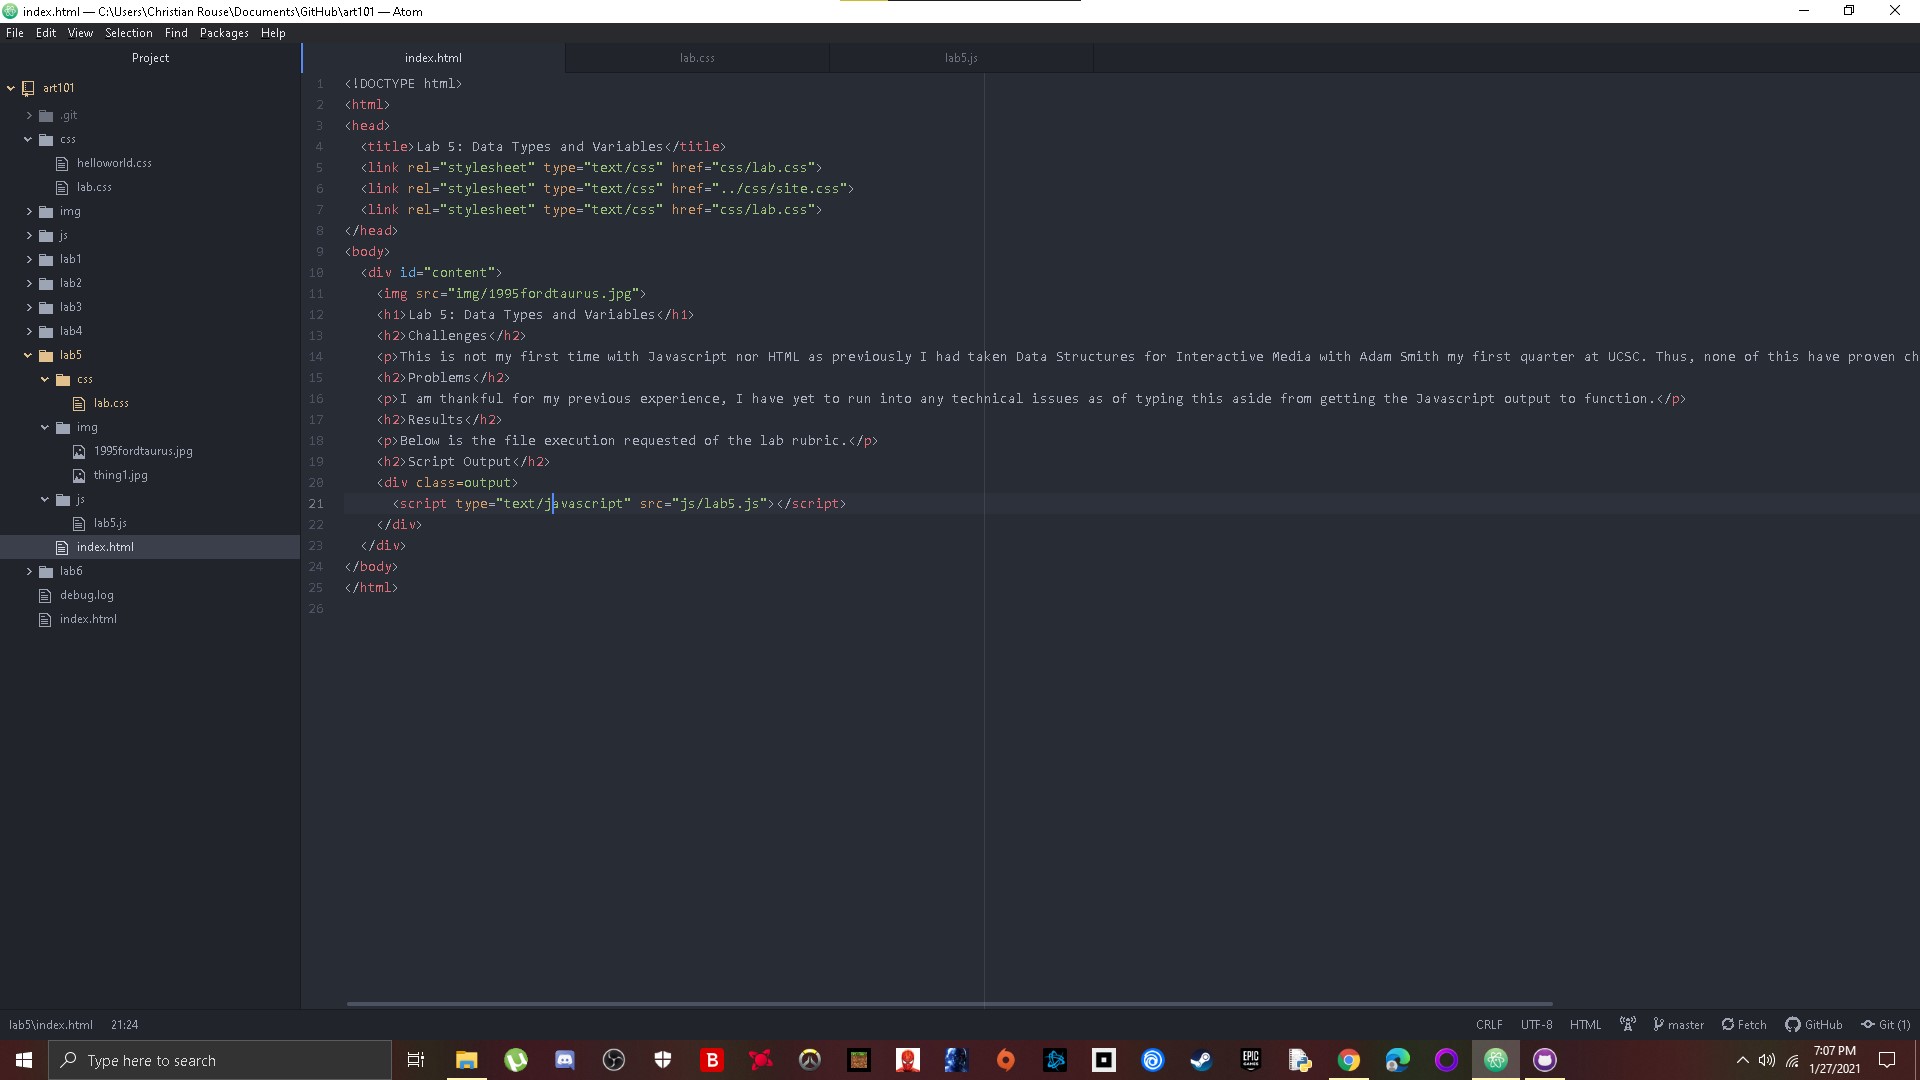 index.html — C:\Users\Christian Rouse\Documents\GitHub\art101 — Atom
File Edit View Selection Find Packages Help
Project
index.html
lab.css
lab5.js
art101
.git
css
helloworld.css
lab.css
img
js
lab1
lab2
lab3
lab4
lab5
css
lab.css
img
1995fordtaurus.jpg
thing1.jpg
js
lab5.js
index.html
lab6
debug.log
index.html
1 <!DOCTYPE html>
2 <html>
3 <head>
4 <title>Lab 5: Data Types and Variables</title>
5 <link rel="stylesheet" type="text/css" href="css/lab.css">
6 <link rel="stylesheet" type="text/css" href="../css/site.css">
7 <link rel="stylesheet" type="text/css" href="css/lab.css">
8 </head>
9 <body>
10 <div id="content">
11 <img src="img/1995fordtaurus.jpg">
12 <h1>Lab 5: Data Types and Variables</h1>
13 <h2>Challenges</h2>
14 <p>This is not my first time with Javascript nor HTML as previously I had taken Data Structures for Interactive Media with Adam Smith my first quarter at UCSC. Thus, none of this have proven ch
15 <h2>Problems</h2>
16 <p>I am thankful for my previous experience, I have yet to run into any technical issues as of typing this aside from getting the Javascript output to function.</p>
17 <h2>Results</h2>
18 <p>Below is the file execution requested of the lab rubric.</p>
19 <h2>Script Output</h2>
20 <div class=output>
21 <script type="text/javascript" src="js/lab5.js"></script>
22 </div>
23 </div>
24 </body>
25 </html>
26
lab5\index.html 21:24
CRLF UTF-8 HTML master Fetch GitHub Git (1)
Type here to search
B
EPIC GAMES
7:07 PM
1/27/2021